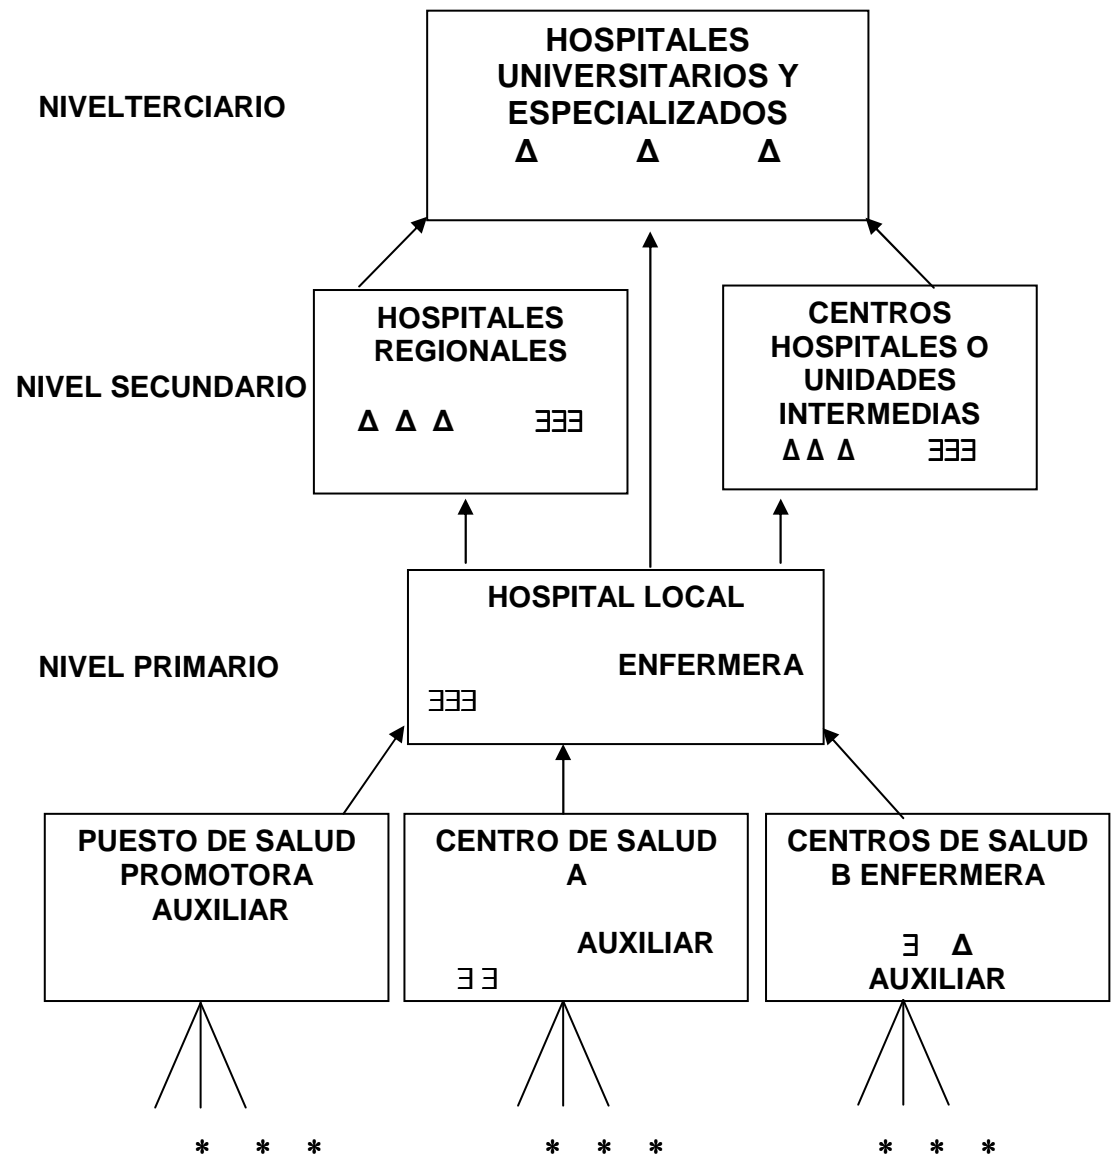 HOSPITALES
UNIVERSITARIOS Y
ESPECIALIZADOS
Δ Δ Δ
NIVELTERCIARIO
HOSPITALES
REGIONALES
Δ Δ Δ ƎƎƎ
CENTROS
HOSPITALES O
UNIDADES
INTERMEDIAS
Δ Δ Δ ƎƎƎ
NIVEL SECUNDARIO
HOSPITAL LOCAL
ENFERMERA
ƎƎƎ
NIVEL PRIMARIO
PUESTO DE SALUD
PROMOTORA
AUXILIAR
CENTRO DE SALUD
A
AUXILIAR
Ǝ Ǝ
CENTROS DE SALUD
B ENFERMERA
Ǝ Δ
AUXILIAR
* * *
* * *
* * *